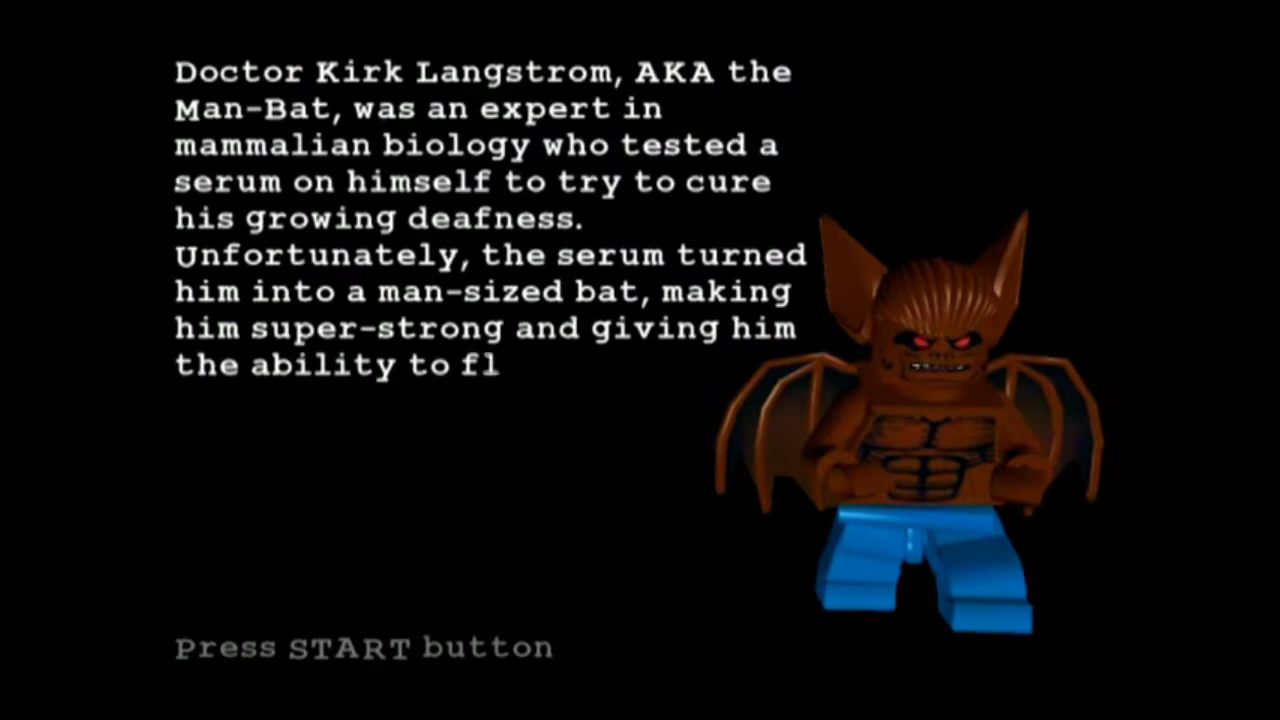 Doctor Kirk Langstrom, AKA the
Man-Bat, was an expert in
mammalian biology who tested a
serum on himself to try to cure
his growing deafness.
Unfortunately, the serum turned
him into a man-sized bat, making
him super-strong and giving him
the ability to fl
Press START button